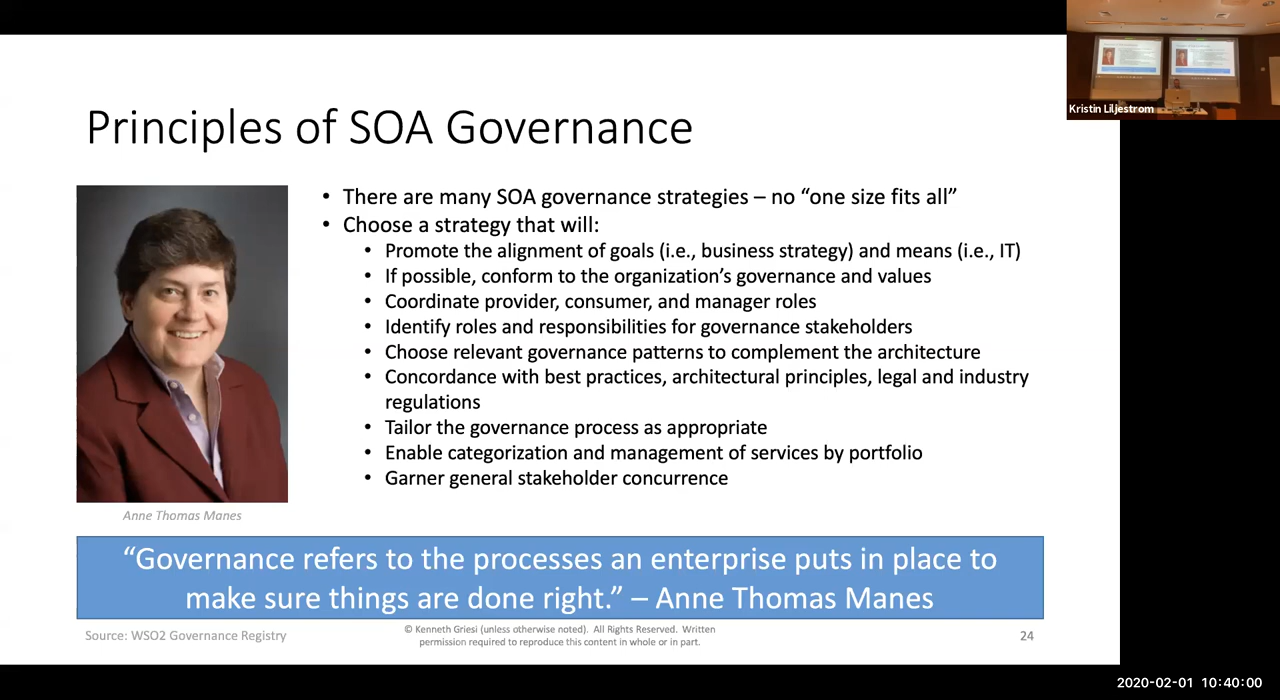 Kristin Liljestrom
Principles of SOA Governance
• There are many SOA governance strategies – no “one size fits all”
• Choose a strategy that will:
• Promote the alignment of goals (i.e., business strategy) and means (i.e., IT)
• If possible, conform to the organization’s governance and values
• Coordinate provider, consumer, and manager roles
• Identify roles and responsibilities for governance stakeholders
• Choose relevant governance patterns to complement the architecture
• Concordance with best practices, architectural principles, legal and industry
regulations
• Tailor the governance process as appropriate
• Enable categorization and management of services by portfolio
• Garner general stakeholder concurrence
Anne Thomas Manes
“Governance refers to the processes an enterprise puts in place to
make sure things are done right.” – Anne Thomas Manes
Source: WSO2 Governance Registry
© Kenneth Griesi (unless otherwise noted). All Rights Reserved. Written
permission required to reproduce this content in whole or in part.
24
2020-02-01 10:40:00